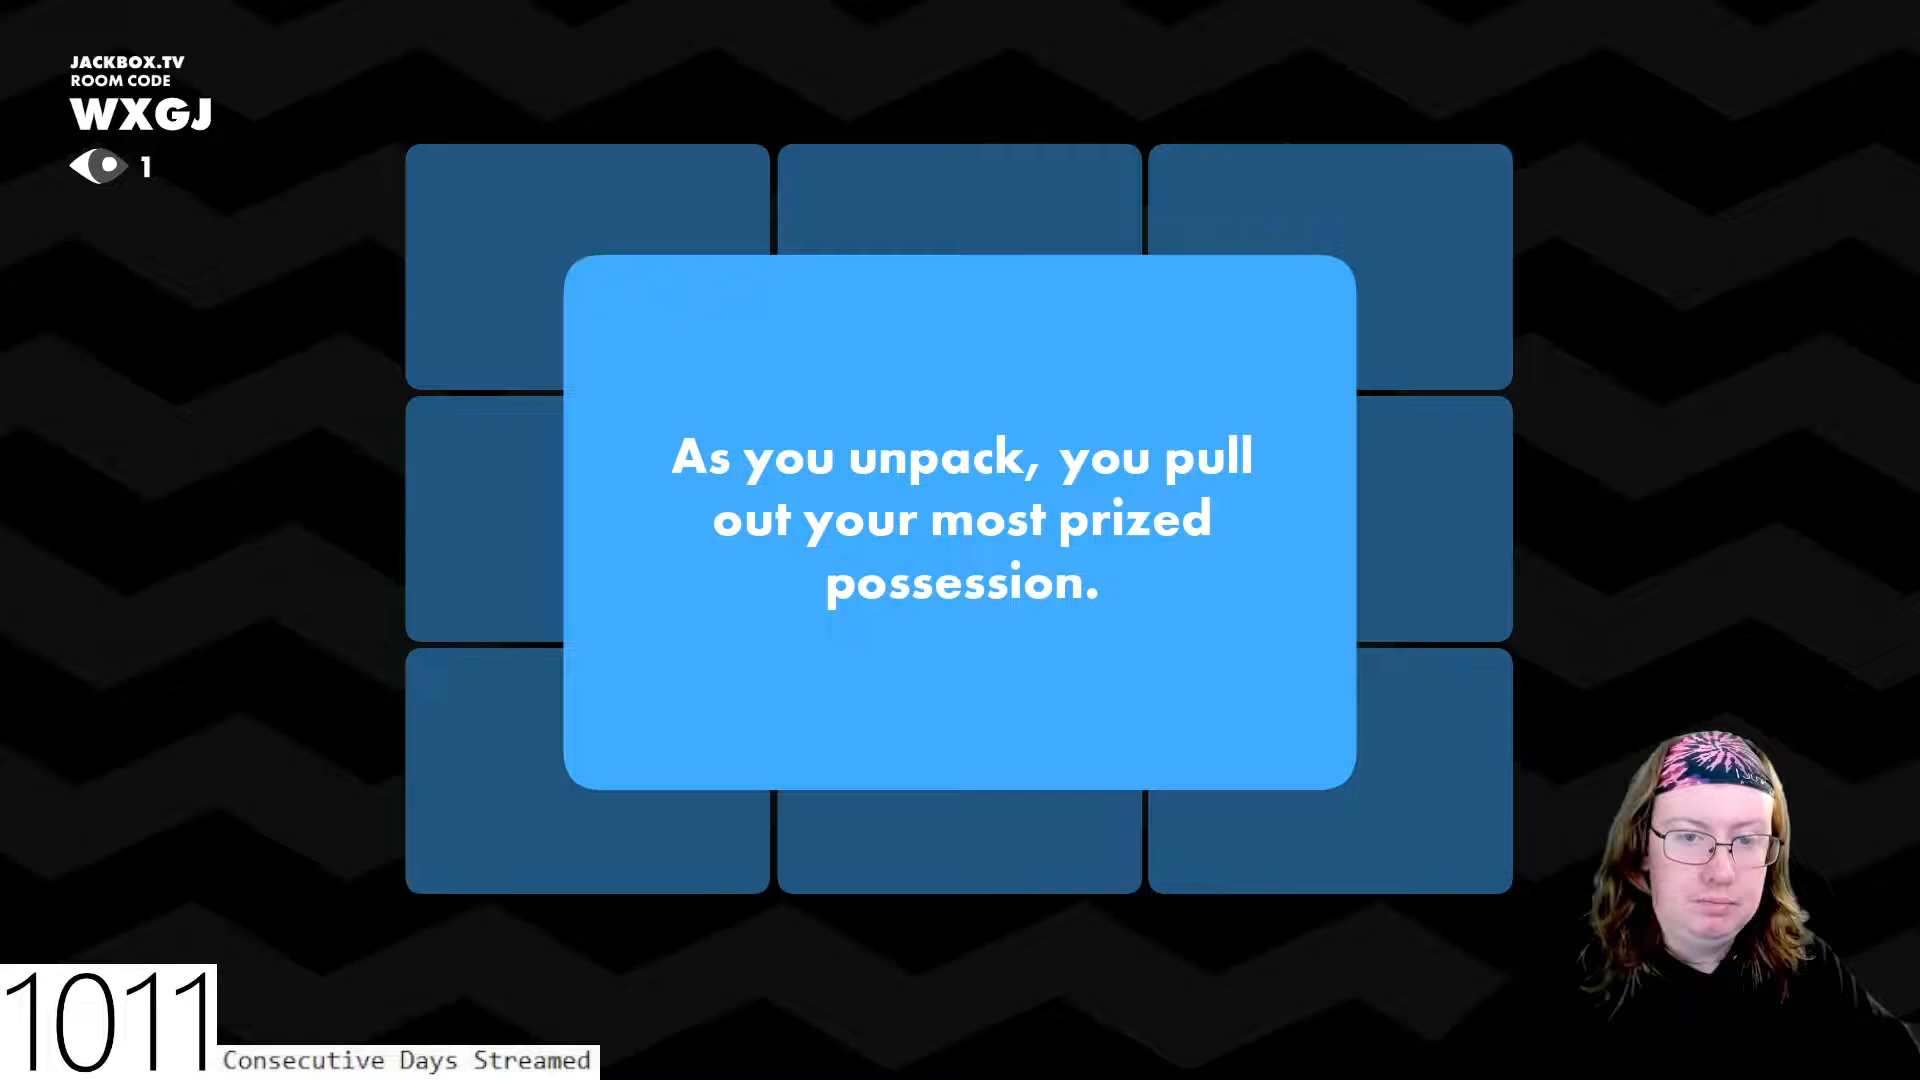 JACKBOX.TV
ROOM CODE
WXGJ
1
As you unpack, you pull
out your most prized
possession.
1011
Consecutive Days Streamed